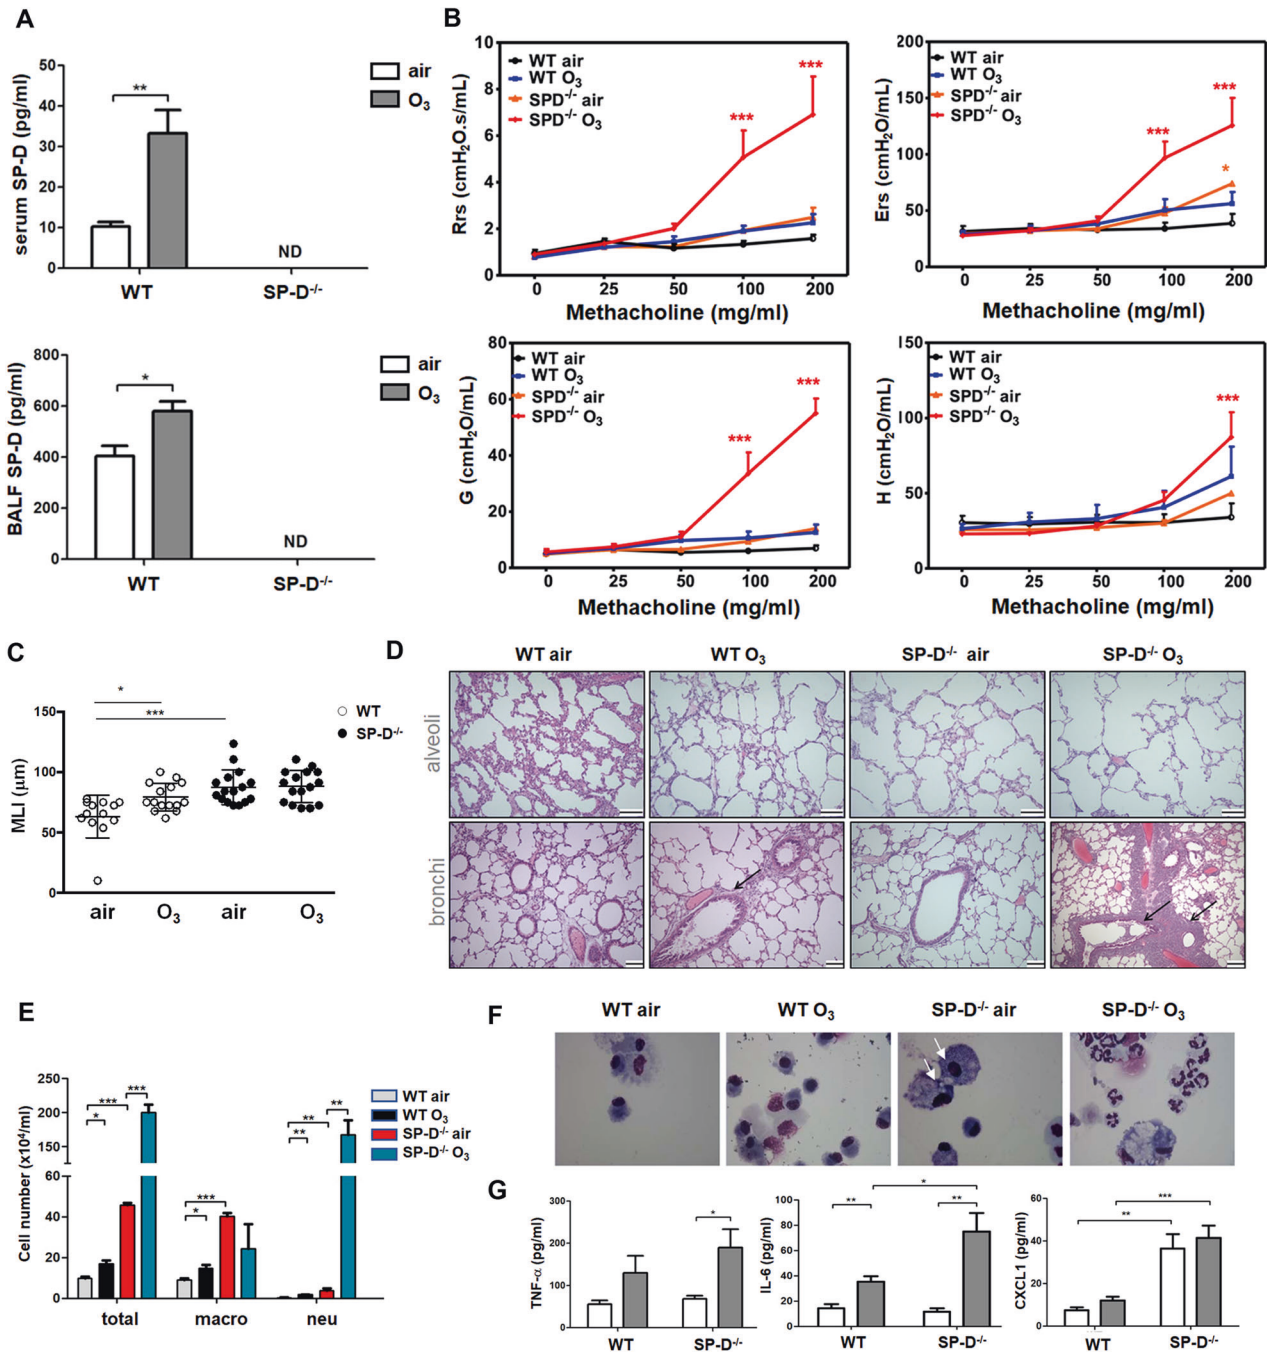 A
serum SP-D (pg/ml)
50
40
30
20
10
0
**
ND
air
O3
WT
SP-D-/-
BALF SP-D (pg/ml)
800
600
400
200
0
*
ND
air
O3
WT
SP-D-/-
B
Rrs (cmH2O.s/mL)
10
8
6
4
2
0
WT air
WT O3
SPD-/- air
SPD-/- O3
***
***
0 25 50 100 200
Methacholine (mg/ml)
Ers (cmH2O/mL)
200
150
100
50
0
WT air
WT O3
SPD-/- air
SPD-/- O3
***
***
*
0 25 50 100 200
Methacholine (mg/ml)
G (cmH2O/mL)
80
60
40
20
0
WT air
WT O3
SPD-/- air
SPD-/- O3
***
***
0 25 50 100 200
Methacholine (mg/ml)
H (cmH2O/mL)
150
100
50
0
WT air
WT O3
SPD-/- air
SPD-/- O3
***
0 25 50 100 200
Methacholine (mg/ml)
C
MLI (μm)
150
100
50
0
*
***
WT
SP-D-/-
air O3 air O3
D
WT air WT O3 SP-D-/- air SP-D-/- O3
alveoli
bronchi
E
Cell number (x10⁴/ml)
250
200
150
100
60
40
20
0
*** ***
*
***
*
** **
**
WT air
WT O3
SP-D-/- air
SP-D-/- O3
total macro neu
F
WT air WT O3 SP-D-/- air SP-D-/- O3
G
TNF-α (pg/ml)
300
200
100
0
*
WT SP-D-/-
IL-6 (pg/ml)
100
80
60
40
20
0
*
** **
WT SP-D-/-
CXCL1 (pg/ml)
60
40
20
0
***
**
WT SP-D-/-